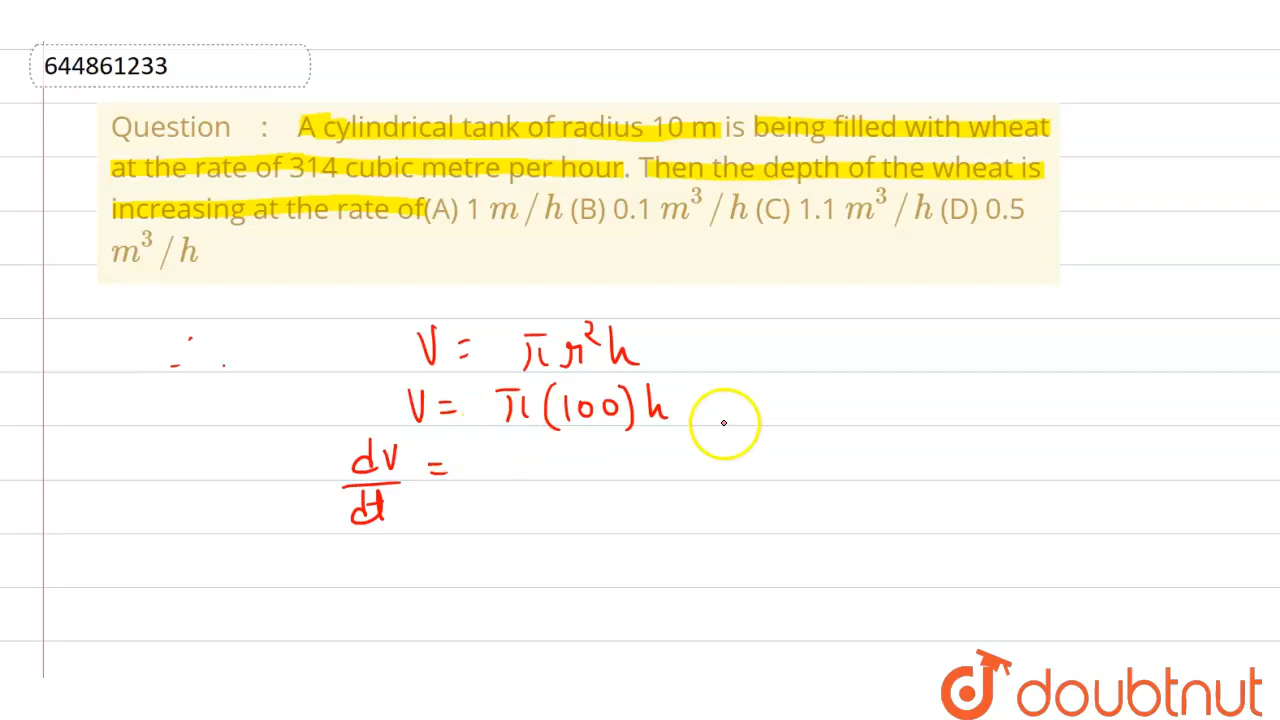 644861233
Question : A cylindrical tank of radius 10 m is being filled with wheat
at the rate of 314 cubic metre per hour. Then the depth of the wheat is
increasing at the rate of(A) 1 m/h (B) 0.1 m³/h (C) 1.1 m³/h (D) 0.5
m³/h
∴ V = πr²h
V = π(100)h
dV/dt =
doubtnut